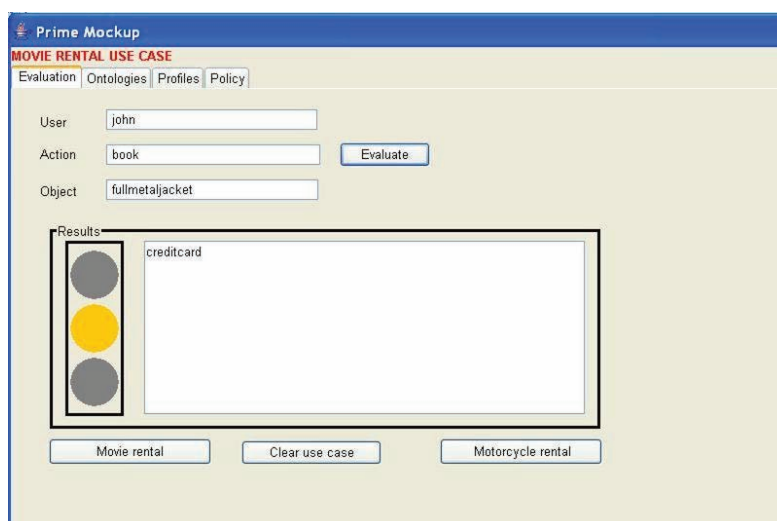 Prime Mockup
MOVIE RENTAL USE CASE
Evaluation Ontologies Profiles Policy
User john
Action book Evaluate
Object fullmetaljacket
Results
creditcard
Movie rental Clear use case Motorcycle rental